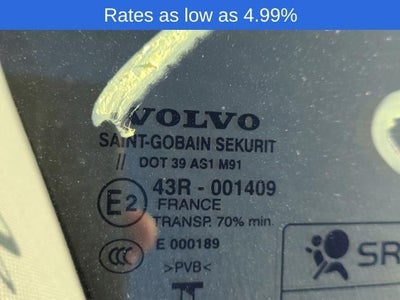 Rates as low as 4.99%
VOLVO
SAINT-GOBAIN SEKURIT
// DOT 39 AS1 M91
E2
43R - 001409
FRANCE
TRANSP. 70% min.
CCC
E 000189
>PVB<
SR